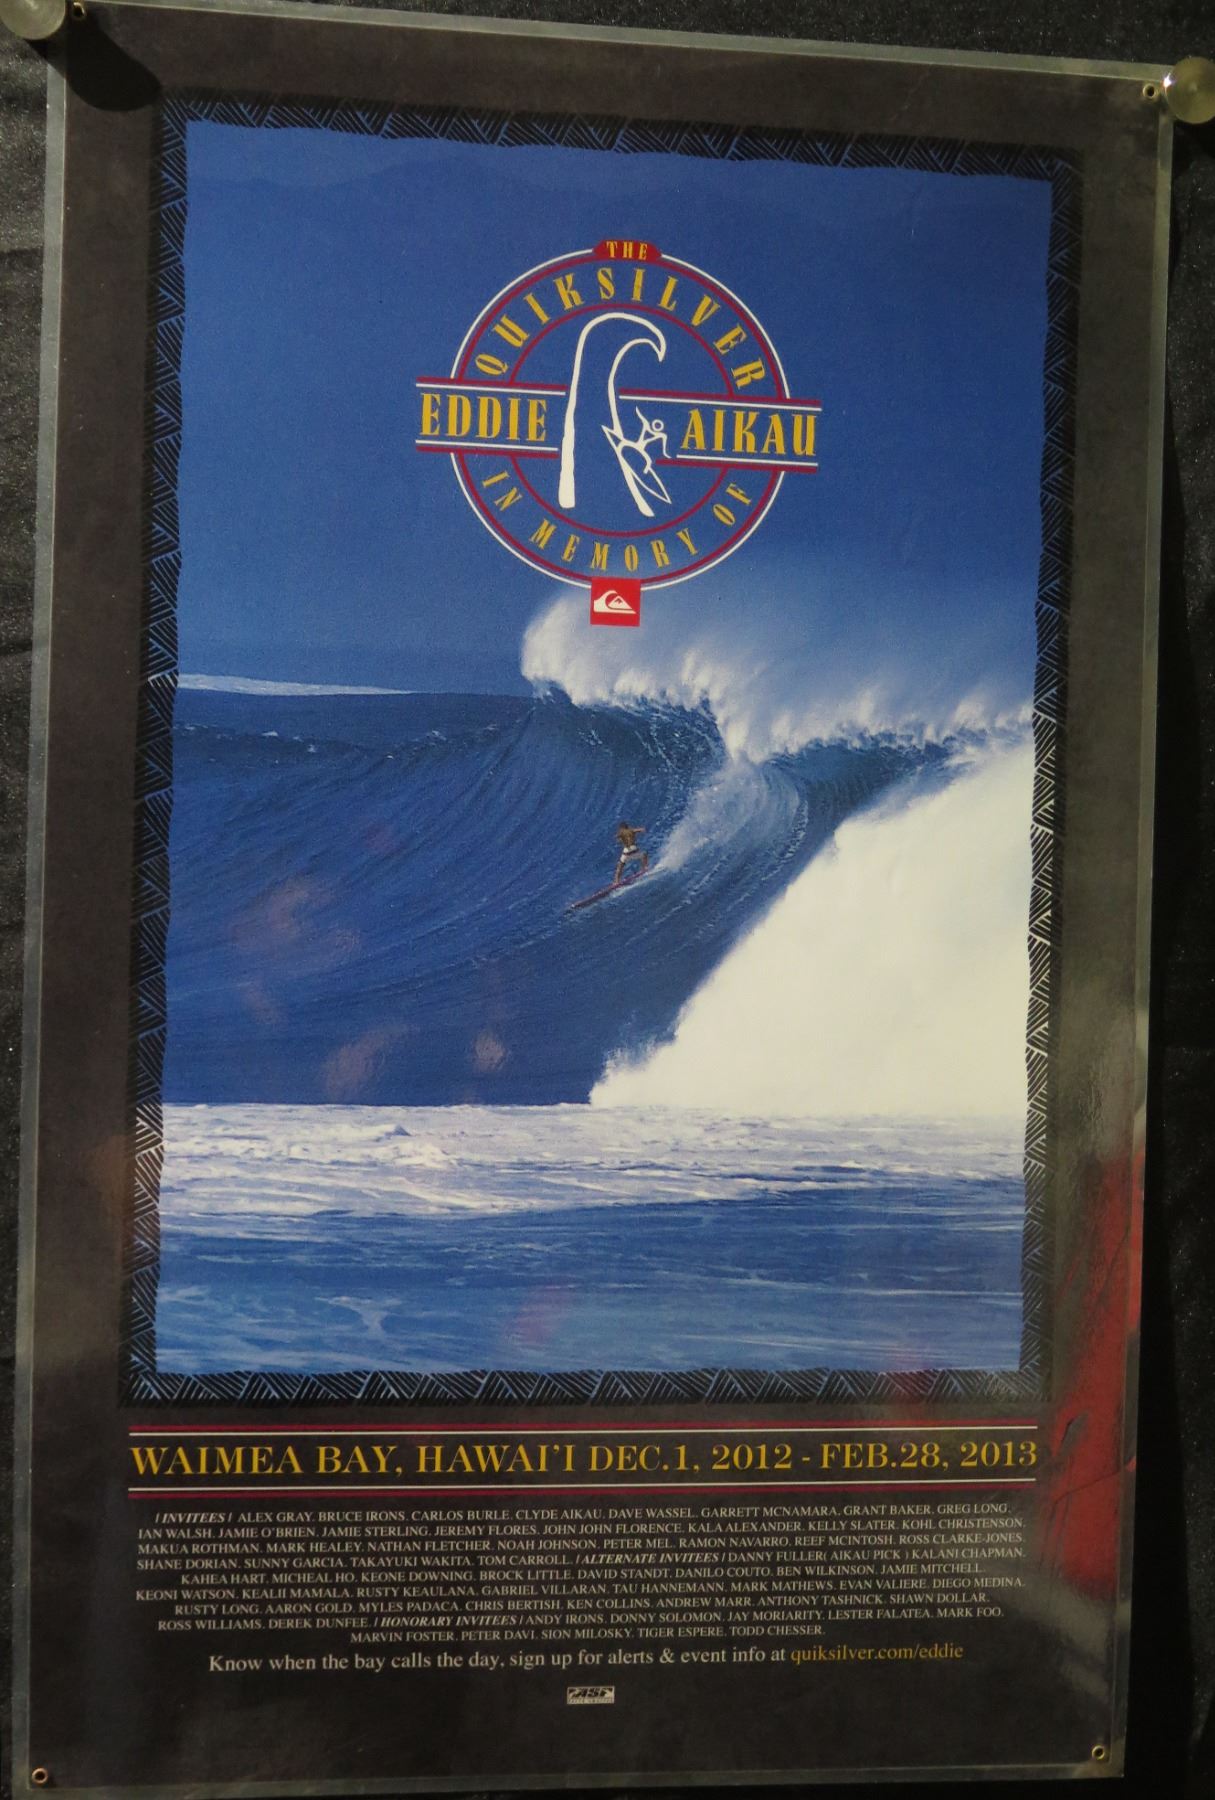 THE
QUIKSILVER
EDDIE AIKAU
IN MEMORY OF
WAIMEA BAY, HAWAI'I DEC.1, 2012 - FEB.28, 2013
/ INVITEES / ALEX GRAY. BRUCE IRONS. CARLOS BURLE. CLYDE AIKAU. DAVE WASSEL. GARRETT MCNAMARA. GRANT BAKER. GREG LONG.
IAN WALSH. JAMIE O'BRIEN. JAMIE STERLING. JEREMY FLORES. JOHN JOHN FLORENCE. KALA ALEXANDER. KELLY SLATER. KOHL CHRISTENSON.
MAKUA ROTHMAN. MARK HEALEY. NATHAN FLETCHER. NOAH JOHNSON. PETER MEL. RAMON NAVARRO. REEF MCINTOSH. ROSS CLARKE-JONES.
SHANE DORIAN. SUNNY GARCIA. TAKAYUKI WAKITA. TOM CARROLL. / ALTERNATE INVITEES / DANNY FULLER( AIKAU PICK ) KALANI CHAPMAN.
KAHEA HART. MICHEAL HO. KEONE DOWNING. BROCK LITTLE. DAVID STANDT. DANILO COUTO. BEN WILKINSON. JAMIE MITCHELL.
KEONI WATSON. KEALII MAMALA. RUSTY KEAULANA. GABRIEL VILLARAN. TAU HANNEMANN. MARK MATHEWS. EVAN VALIERE. DIEGO MEDINA.
RUSTY LONG. AARON GOLD. MYLES PADACA. CHRIS BERTISH. KEN COLLINS. ANDREW MARR. ANTHONY TASHNICK. SHAWN DOLLAR.
ROSS WILLIAMS. DEREK DUNFEE. / HONORARY INVITEES / ANDY IRONS. DONNY SOLOMON. JAY MORIARITY. LESTER FALATEA. MARK FOO.
MARVIN FOSTER. PETER DAVI. SION MILOSKY. TIGER ESPERE. TODD CHESSER.
Know when the bay calls the day, sign up for alerts & event info at quiksilver.com/eddie
ASP